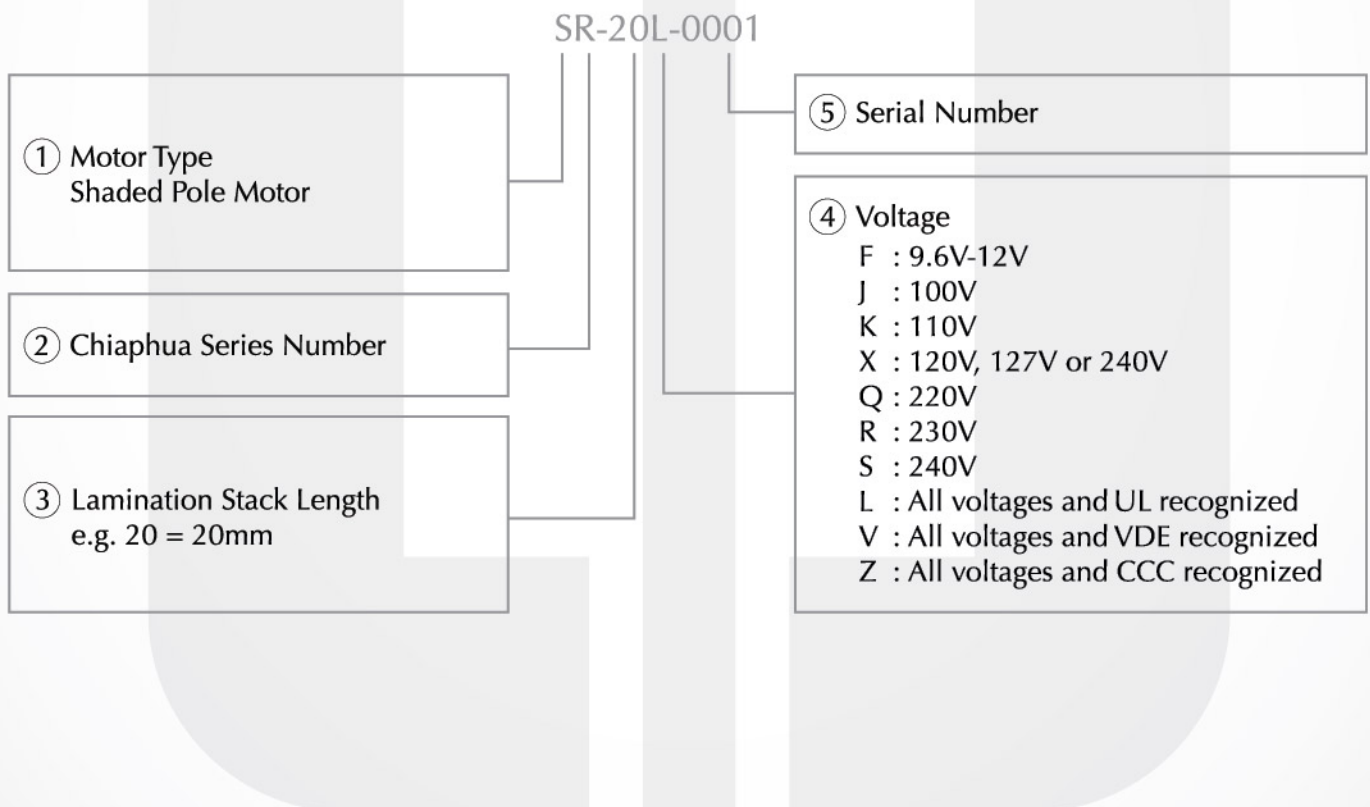 SR-20L-0001
① Motor Type
Shaded Pole Motor
② Chiaphua Series Number
③ Lamination Stack Length
e.g. 20 = 20mm
⑤ Serial Number
④ Voltage
F : 9.6V-12V
J : 100V
K : 110V
X : 120V, 127V or 240V
Q : 220V
R : 230V
S : 240V
L : All voltages and UL recognized
V : All voltages and VDE recognized
Z : All voltages and CCC recognized